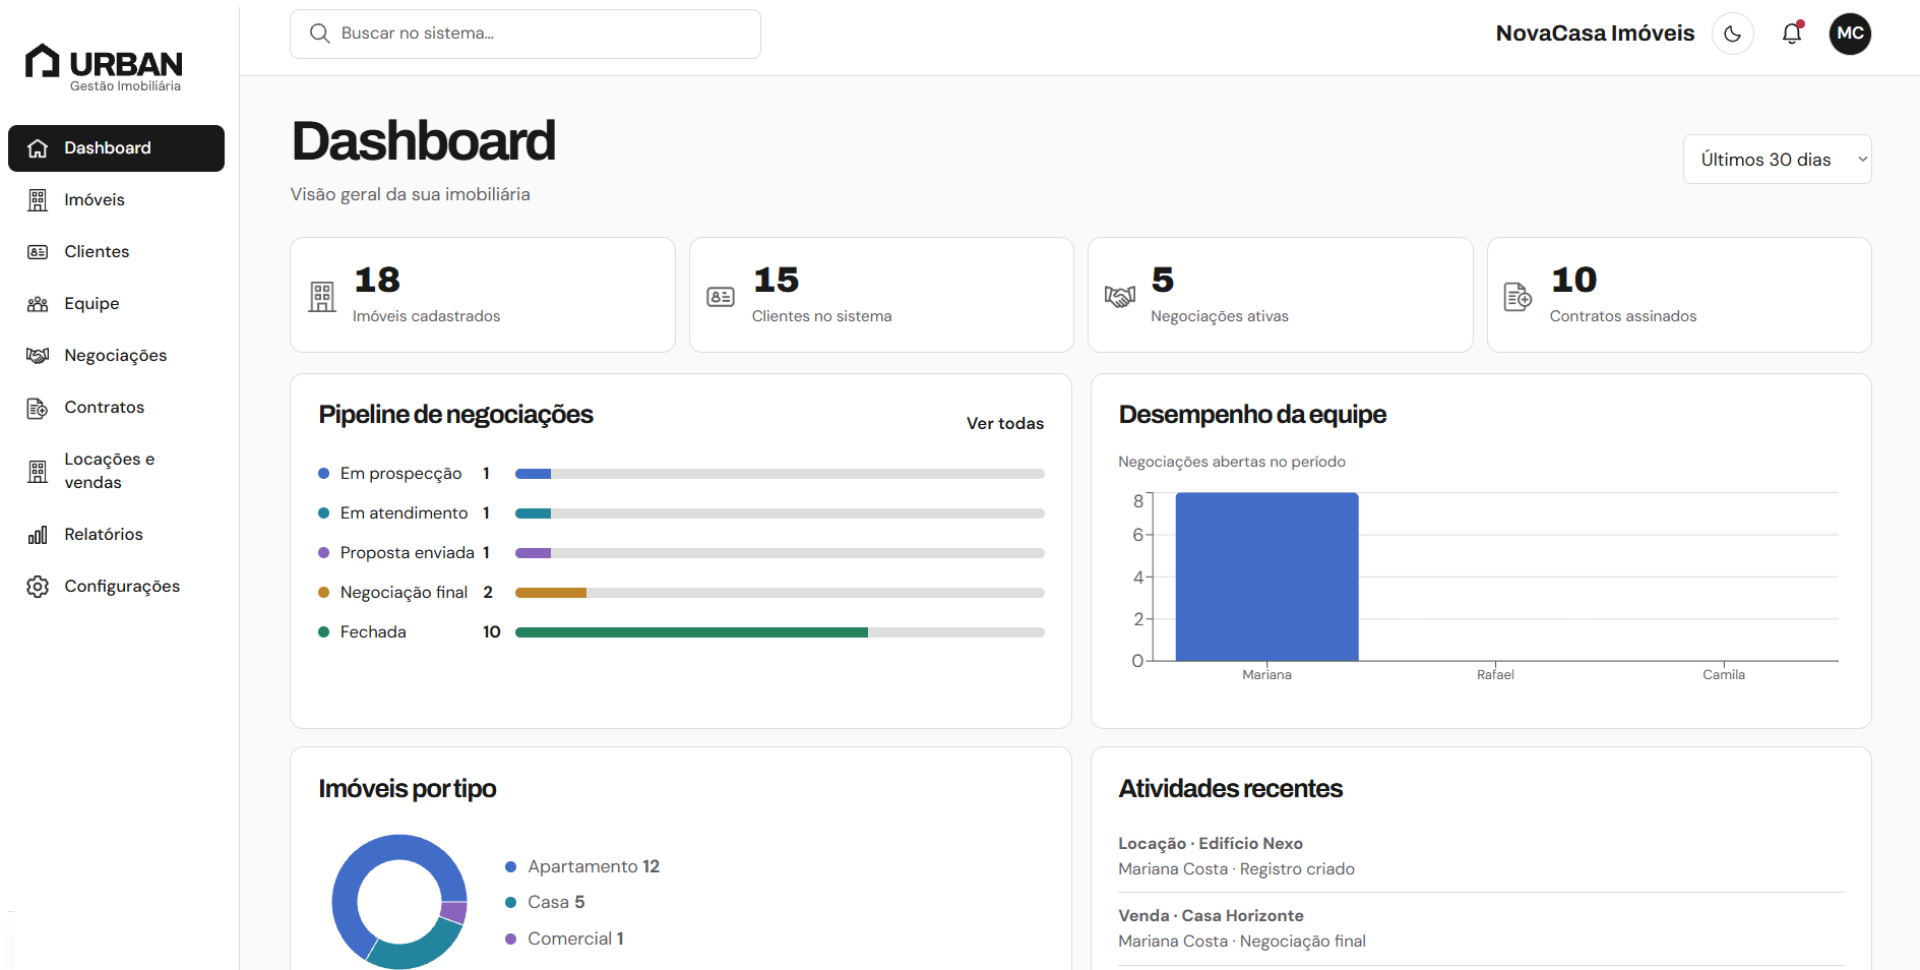 URBAN
Gestão Imobiliária
Dashboard
Imóveis
Clientes
Equipe
Negociações
Contratos
Locações e
vendas
Relatórios
Configurações
Buscar no sistema...
NovaCasa Imóveis
MC
Dashboard
Visão geral da sua imobiliária
Últimos 30 dias
18
Imóveis cadastrados
15
Clientes no sistema
5
Negociações ativas
10
Contratos assinados
Pipeline de negociações
Ver todas
Em prospecção 1
Em atendimento 1
Proposta enviada 1
Negociação final 2
Fechada 10
Desempenho da equipe
Negociações abertas no período
8
6
4
2
0
Mariana Rafael Camila
Imóveis por tipo
Apartamento 12
Casa 5
Comercial 1
Atividades recentes
Locação · Edifício Nexo
Mariana Costa · Registro criado
Venda · Casa Horizonte
Mariana Costa · Negociação final